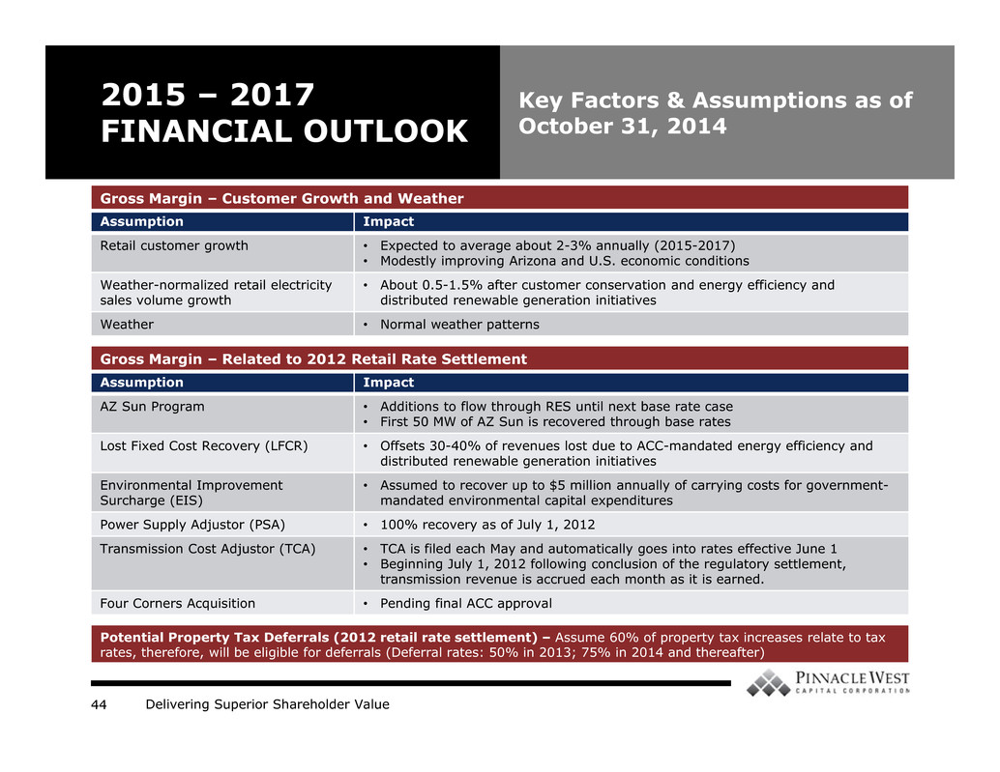 2015 – 2017
FINANCIAL OUTLOOK
Key Factors & Assumptions as of
October 31, 2014
Gross Margin – Customer Growth and Weather
Assumption
Impact
Retail customer growth
• Expected to average about 2-3% annually (2015-2017)
• Modestly improving Arizona and U.S. economic conditions
Weather-normalized retail electricity
sales volume growth
• About 0.5-1.5% after customer conservation and energy efficiency and
distributed renewable generation initiatives
Weather
• Normal weather patterns
Gross Margin – Related to 2012 Retail Rate Settlement
Assumption
Impact
AZ Sun Program
• Additions to flow through RES until next base rate case
• First 50 MW of AZ Sun is recovered through base rates
Lost Fixed Cost Recovery (LFCR)
• Offsets 30-40% of revenues lost due to ACC-mandated energy efficiency and
distributed renewable generation initiatives
Environmental Improvement
Surcharge (EIS)
• Assumed to recover up to $5 million annually of carrying costs for government-
mandated environmental capital expenditures
Power Supply Adjustor (PSA)
• 100% recovery as of July 1, 2012
Transmission Cost Adjustor (TCA)
• TCA is filed each May and automatically goes into rates effective June 1
• Beginning July 1, 2012 following conclusion of the regulatory settlement,
transmission revenue is accrued each month as it is earned.
Four Corners Acquisition
• Pending final ACC approval
Potential Property Tax Deferrals (2012 retail rate settlement) – Assume 60% of property tax increases relate to tax
rates, therefore, will be eligible for deferrals (Deferral rates: 50% in 2013; 75% in 2014 and thereafter)
PINNACLE WEST
CAPITAL CORPORATION
44
Delivering Superior Shareholder Value